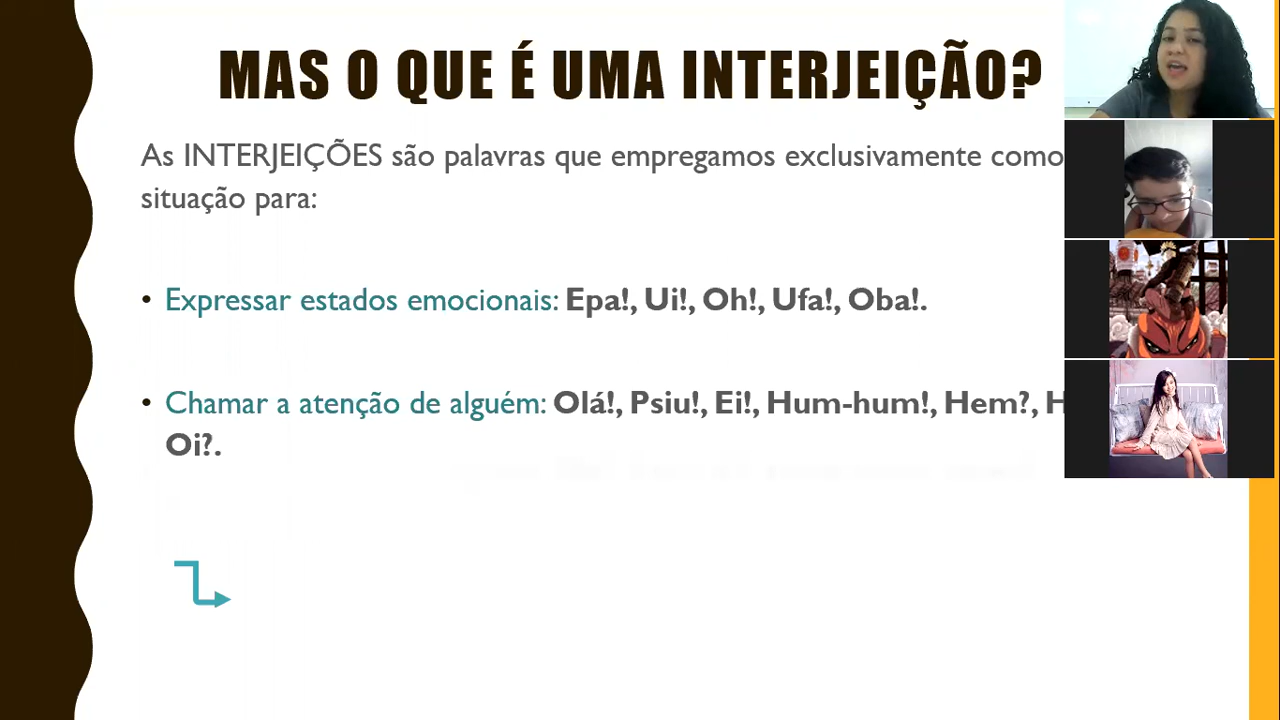 MAS O QUE É UMA INTERJEIÇÃO?
As INTERJEIÇÕES são palavras que empregamos exclusivamente como
situação para:
• Expressar estados emocionais: Epa!, Ui!, Oh!, Ufa!, Oba!.
• Chamar a atenção de alguém: Olá!, Psiu!, Ei!, Hum-hum!, Hem?,
Oi?.